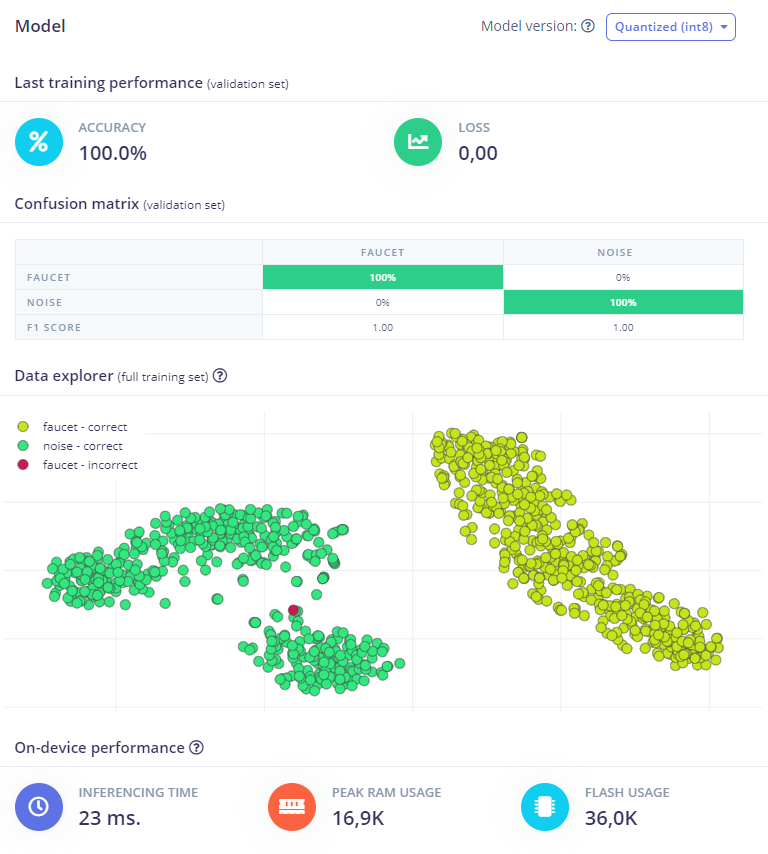 Model
Model version: Quantized (int8)
Last training performance (validation set)
ACCURACY
100.0%
LOSS
0,00
Confusion matrix (validation set)
FAUCET NOISE
FAUCET 100% 0%
NOISE 0% 100%
F1 SCORE 1.00 1.00
Data explorer (full training set) ?
faucet - correct
noise - correct
faucet - incorrect
On-device performance ?
INFERENCING TIME
23 ms.
PEAK RAM USAGE
16,9K
FLASH USAGE
36,0K